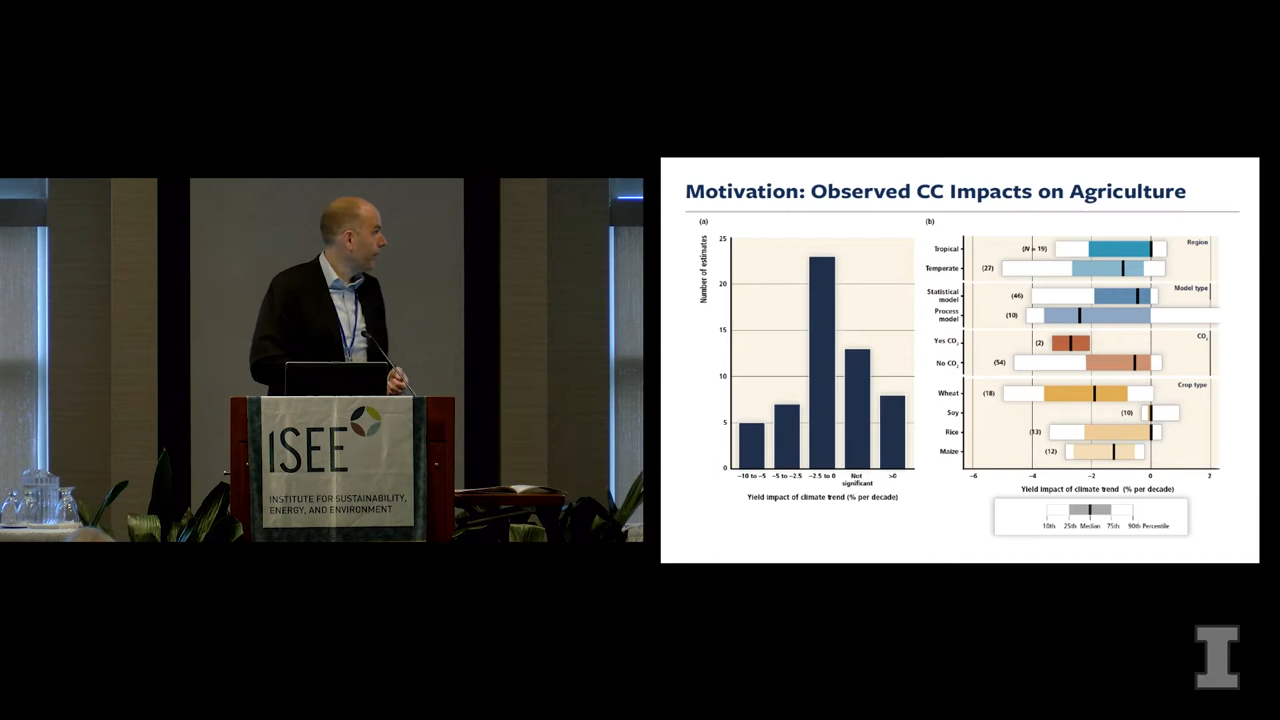 Motivation: Observed CC Impacts on Agriculture
(a)
Number of estimates
25
20
15
10
5
0
−10 to −5
−5 to −2.5
−2.5 to 0
Not
significant
>0
Yield impact of climate trend (% per decade)
(b)
Region
Tropical
(N = 19)
Temperate
(27)
Model type
Statistical
model
(46)
Process
model
(10)
CO2
Yes CO2
(2)
No CO2
(54)
Crop type
Wheat
(18)
Soy
(10)
Rice
(13)
Maize
(12)
−6
−4
−2
0
2
Yield impact of climate trend (% per decade)
10th
25th
Median
75th
90th Percentile
ISEE
INSTITUTE FOR SUSTAINABILITY,
ENERGY, AND ENVIRONMENT
I